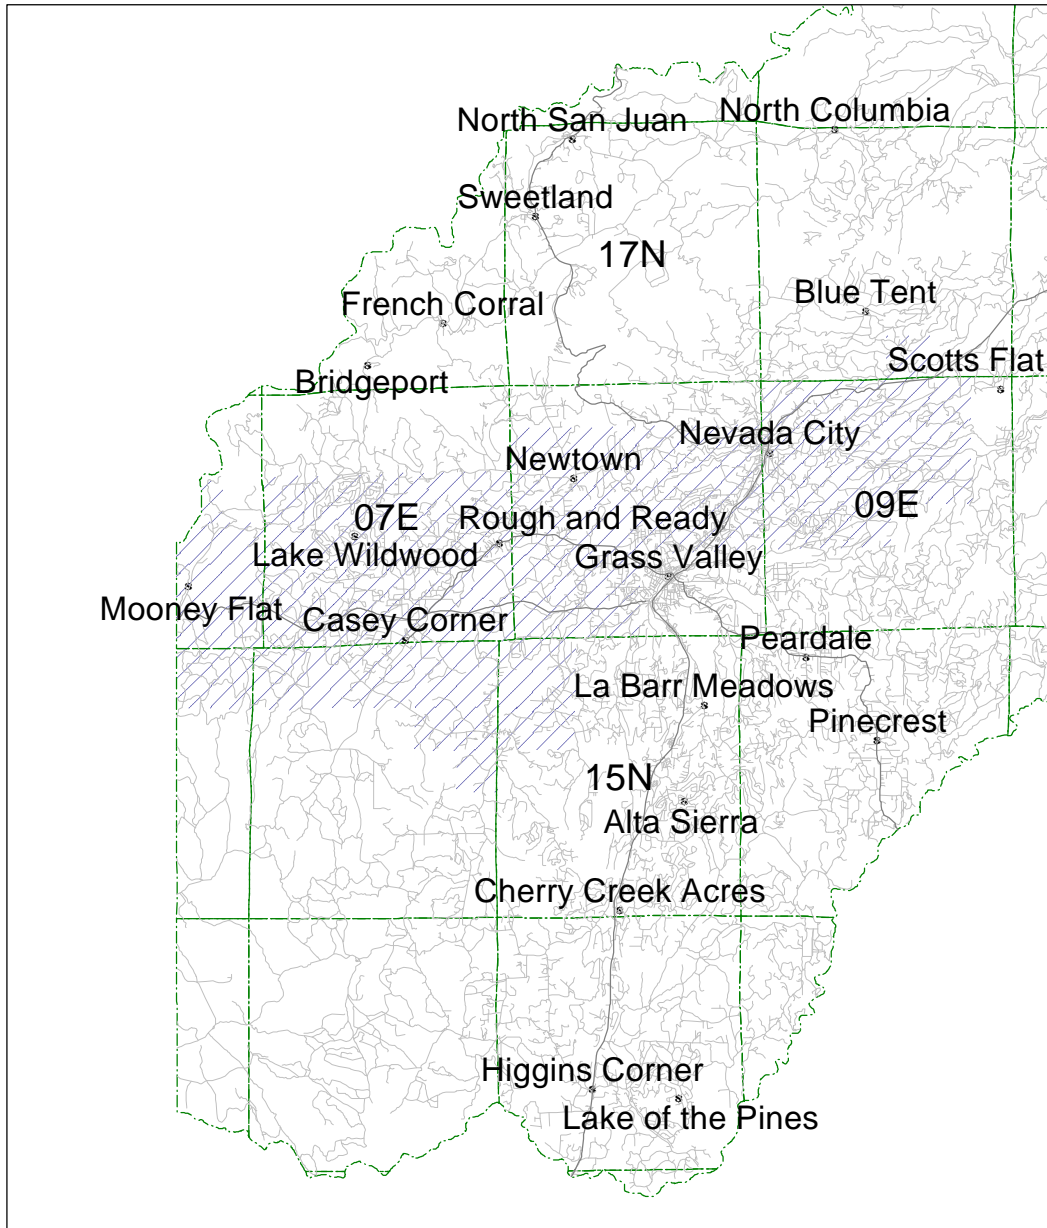 North Columbia
North San Juan
Sweetland
17N
Blue Tent
French Corral
Scotts Flat
Bridgeport
Nevada City
Newtown
09E
07E
Rough and Ready
Lake Wildwood
Grass Valley
Mooney Flat
Casey Corner
Peardale
La Barr Meadows
Pinecrest
15N
Alta Sierra
Cherry Creek Acres
Higgins Corner
Lake of the Pines